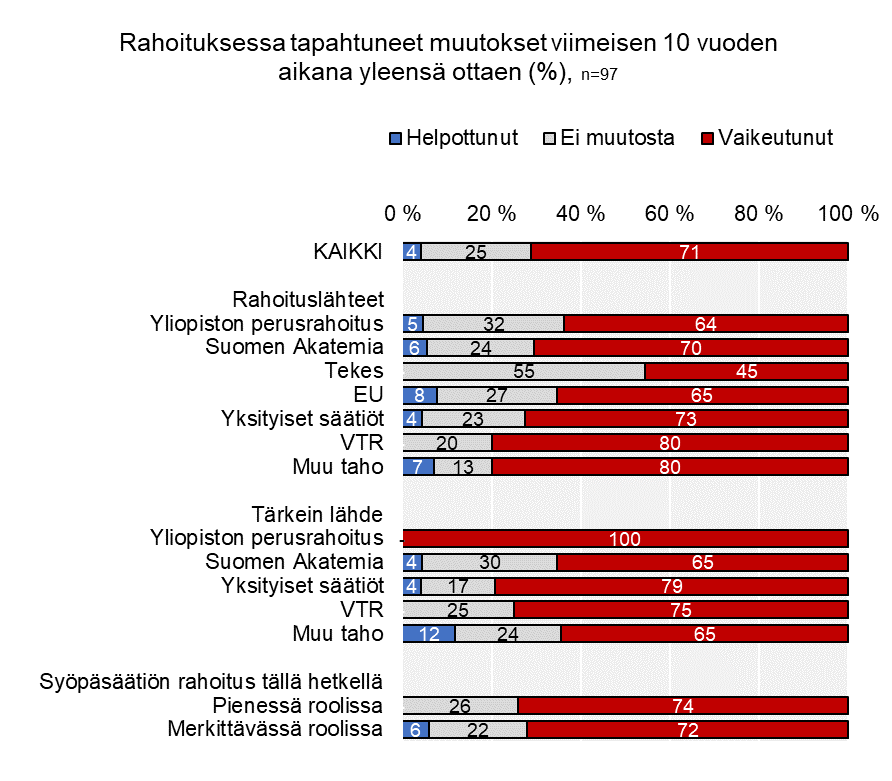 Rahoituksessa tapahtuneet muutokset viimeisen 10 vuoden
aikana yleensä ottaen (%), n=97
Helpottunut Ei muutosta Vaikeutunut
0 % 20 % 40 % 60 % 80 % 100 %
KAIKKI 4 25 71
Rahoituslähteet
Yliopiston perusrahoitus 5 32 64
Suomen Akatemia 6 24 70
Tekes 55 45
EU 8 27 65
Yksityiset säätiöt 4 23 73
VTR 20 80
Muu taho 7 13 80
Tärkein lähde
Yliopiston perusrahoitus 100
Suomen Akatemia 4 30 65
Yksityiset säätiöt 4 17 79
VTR 25 75
Muu taho 12 24 65
Syöpäsäätiön rahoitus tällä hetkellä
Pienessä roolissa 26 74
Merkittävässä roolissa 6 22 72